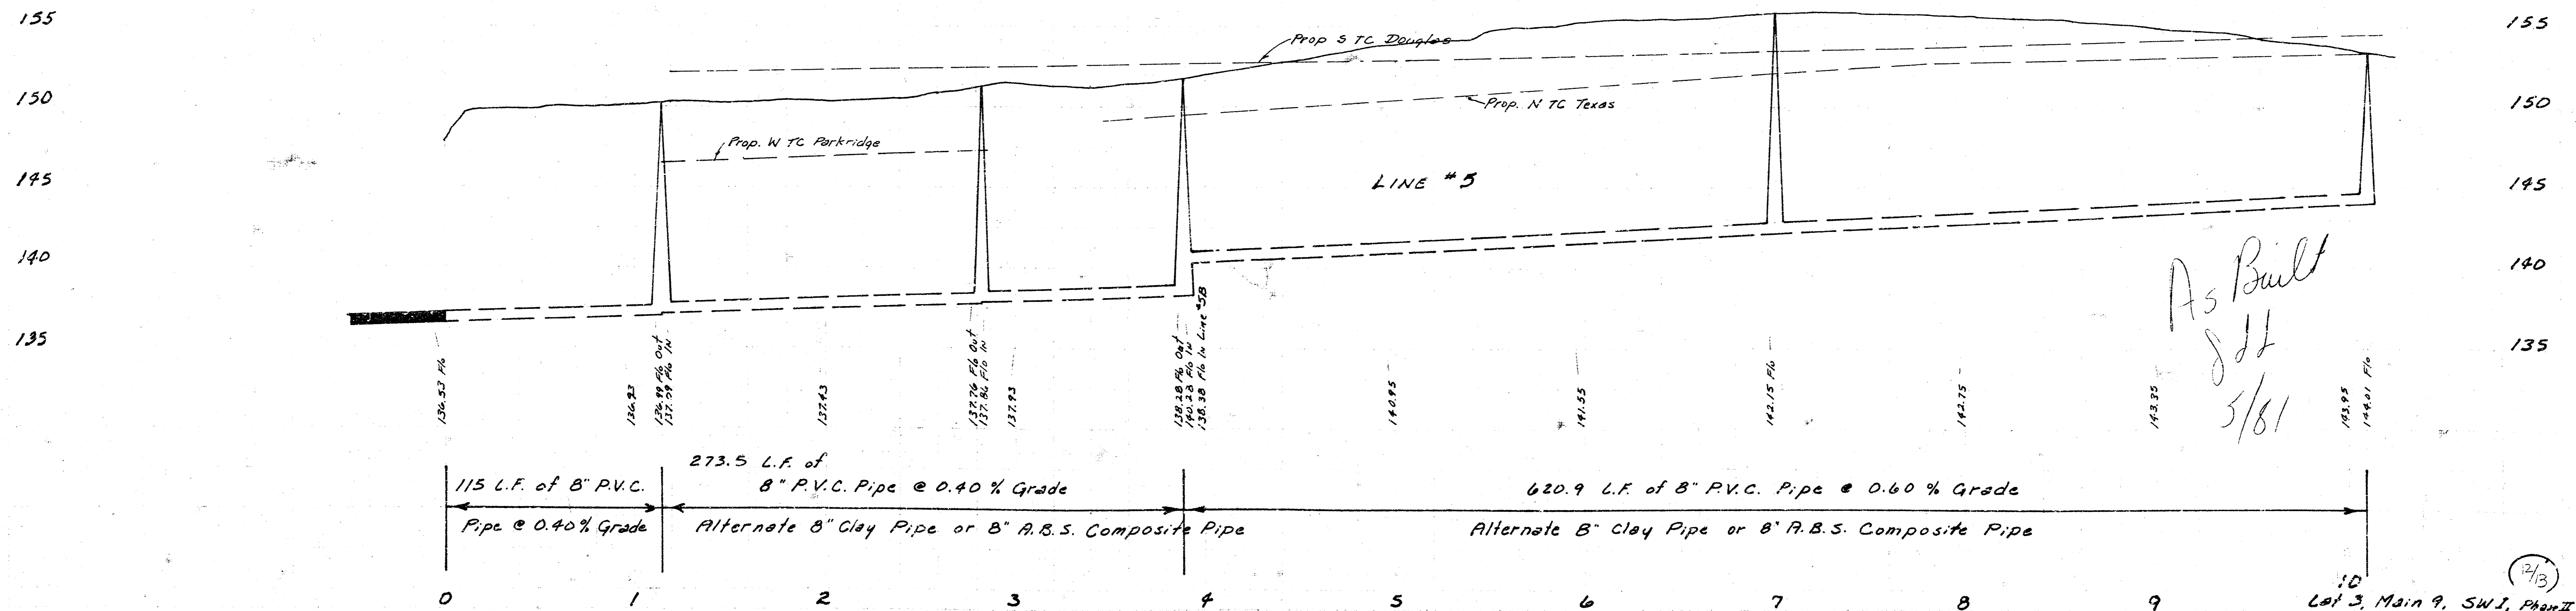 155
155
Prop S TC Douglas
150
150
Prop. N TC Texas
Prop. W TC Parkridge
145
145
LINE #5
140
140
As Built
5/81
135
135
136.53 F/o
136.93
136.99 F/o Out
137.09 F/o In
137.43
137.76 F/o Out
137.86 F/o In
137.93
138.28 F/o Out
140.28 F/o In
138.38 F/o In Line #5B
140.95
141.55
142.15 F/o
142.75
143.35
143.95
144.01 F/o
115 L.F. of 8" P.V.C.
Pipe @ 0.40% Grade
273.5 L.F. of
8" P.V.C. Pipe @ 0.40 % Grade
Alternate 8" Clay Pipe or 8" A.B.S. Composite Pipe
620.9 L.F. of 8" P.V.C. Pipe @ 0.60 % Grade
Alternate 8" Clay Pipe or 8" A.B.S. Composite Pipe
0 1 2 3 4 5 6 7 8 9 10
12/13
Lot 3, Main 9, SWI, Phase II